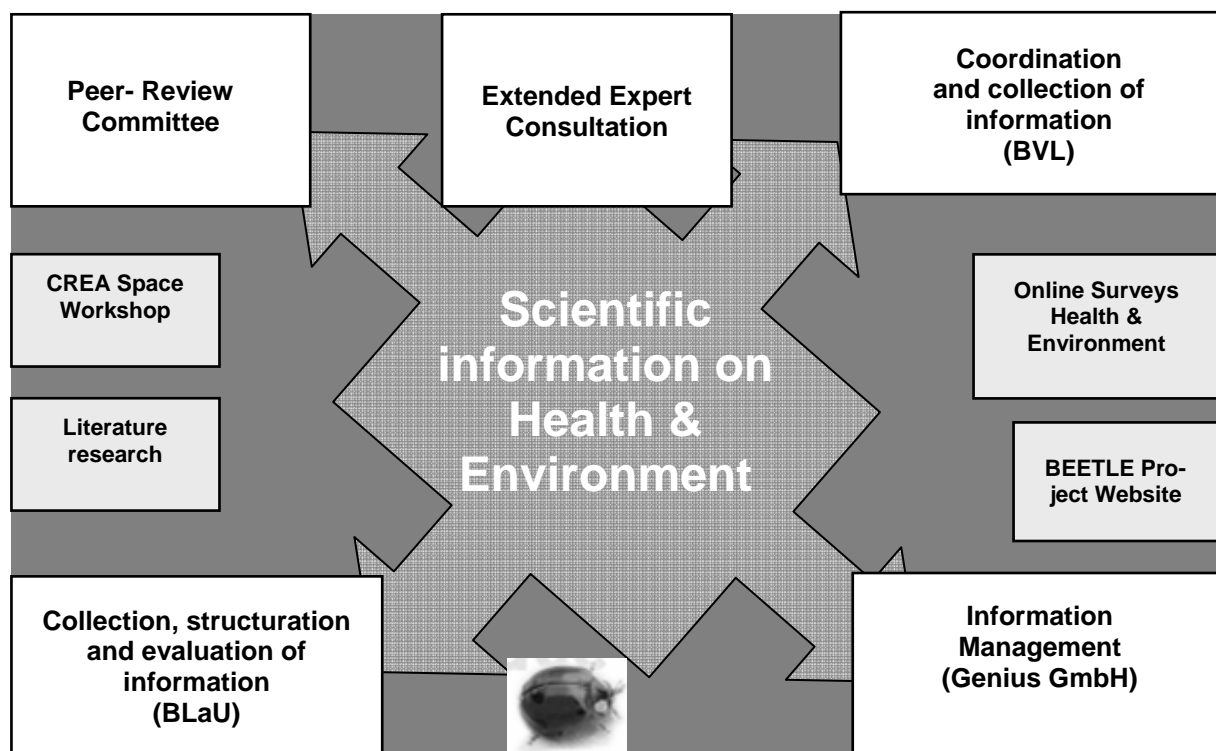 Peer- Review
Committee
Extended Expert
Consultation
Coordination
and collection of
information
(BVL)
CREA Space
Workshop
Online Surveys
Health &
Environment
Scientific
information on
Health &
Environment
Literature
research
BEETLE Pro-
ject Website
Collection, structuration
and evaluation of
information
(BLaU)
Information
Management
(Genius GmbH)